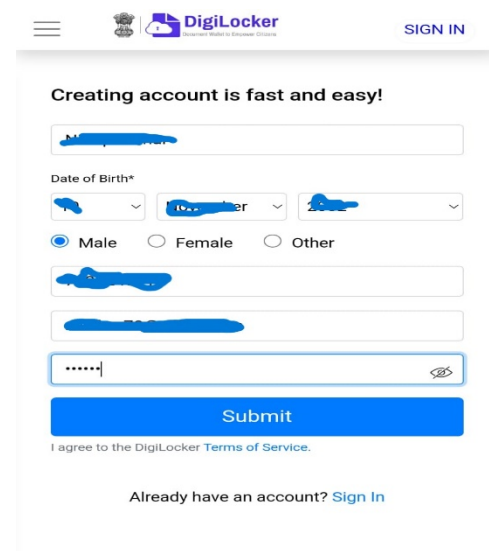 DigiLocker
Document Wallet to Empower Citizens
SIGN IN
Creating account is fast and easy!
Date of Birth*
Male Female Other
••••••
Submit
I agree to the DigiLocker Terms of Service.
Already have an account? Sign In